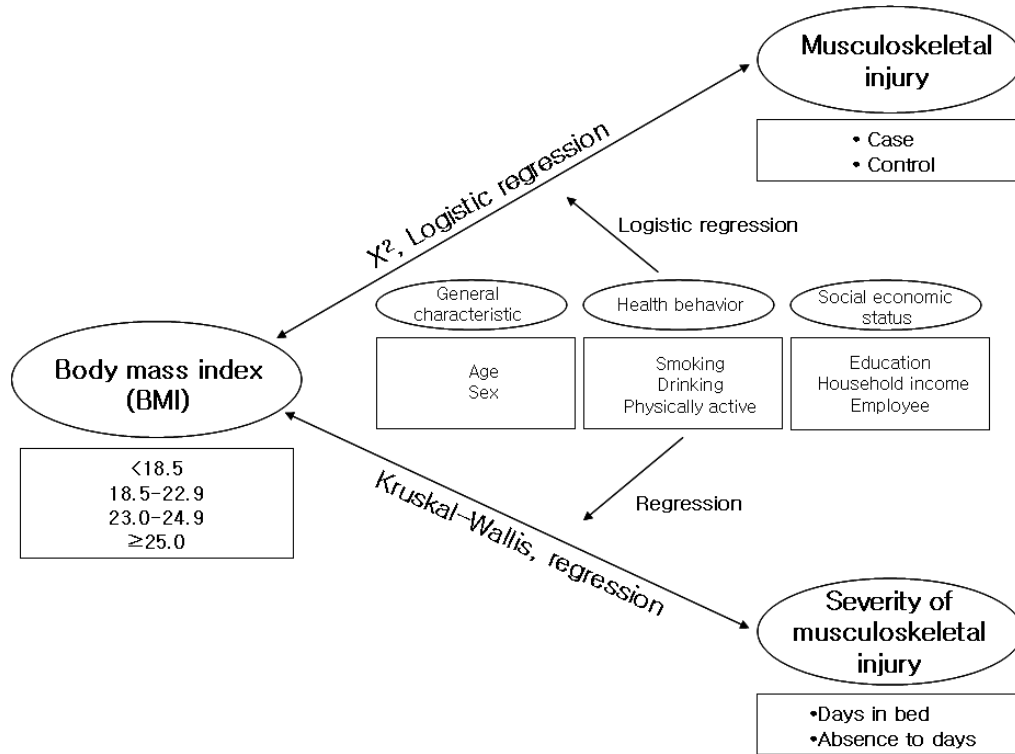 Musculoskeletal
injury
• Case
• Control
X², Logistic regression
Logistic regression
General
characteristic
Health behavior
Social economic
status
Age
Sex
Smoking
Drinking
Physically active
Education
Household income
Employee
Body mass index
(BMI)
<18.5
18.5-22.9
23.0-24.9
≥25.0
Kruskal-Wallis, regression
Regression
Severity of
musculoskeletal
injury
•Days in bed
•Absence to days